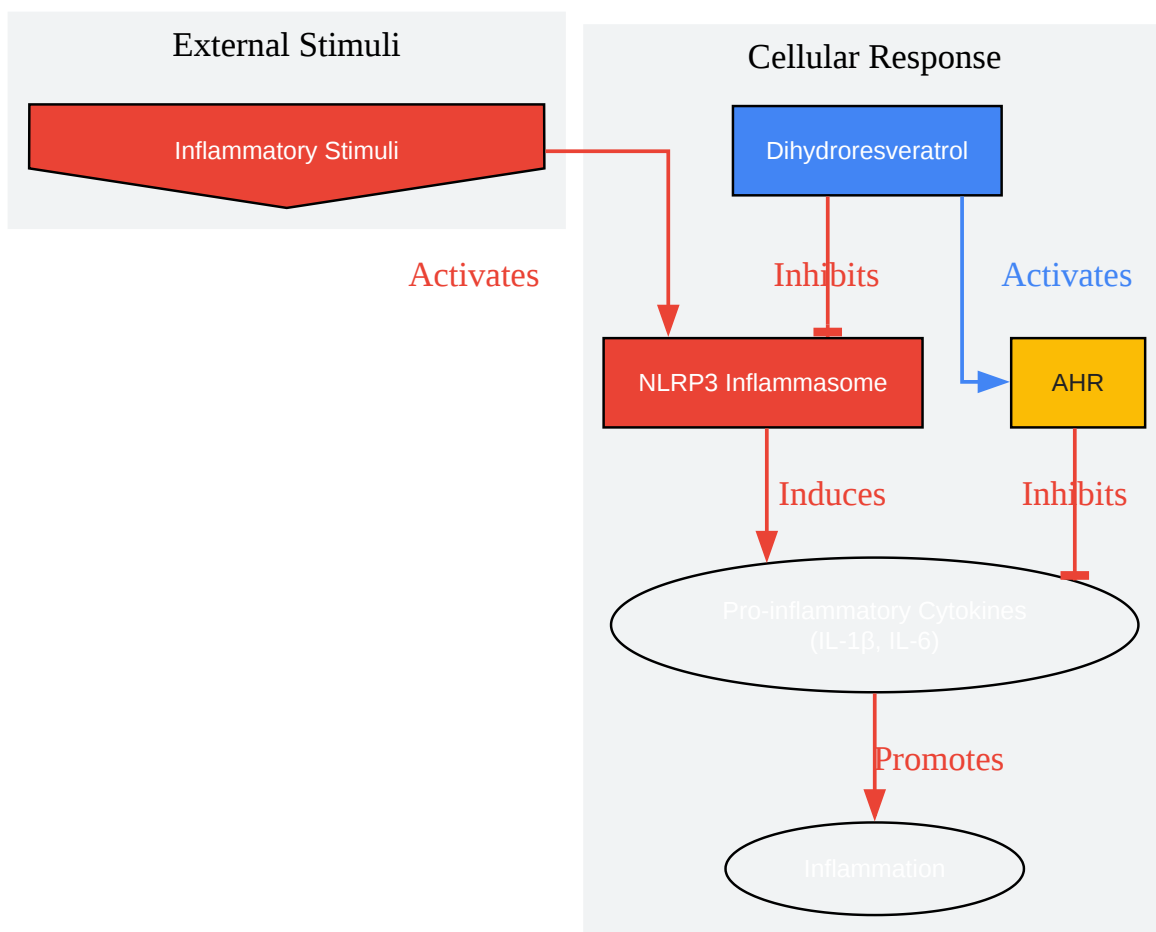 External Stimuli
Cellular Response
Inflammatory Stimuli
Dihydroresveratrol
Activates
Inhibits
Activates
NLRP3 Inflammasome
AHR
Induces
Inhibits
Pro-inflammatory Cytokines
(IL-1β, IL-6)
Promotes
Inflammation